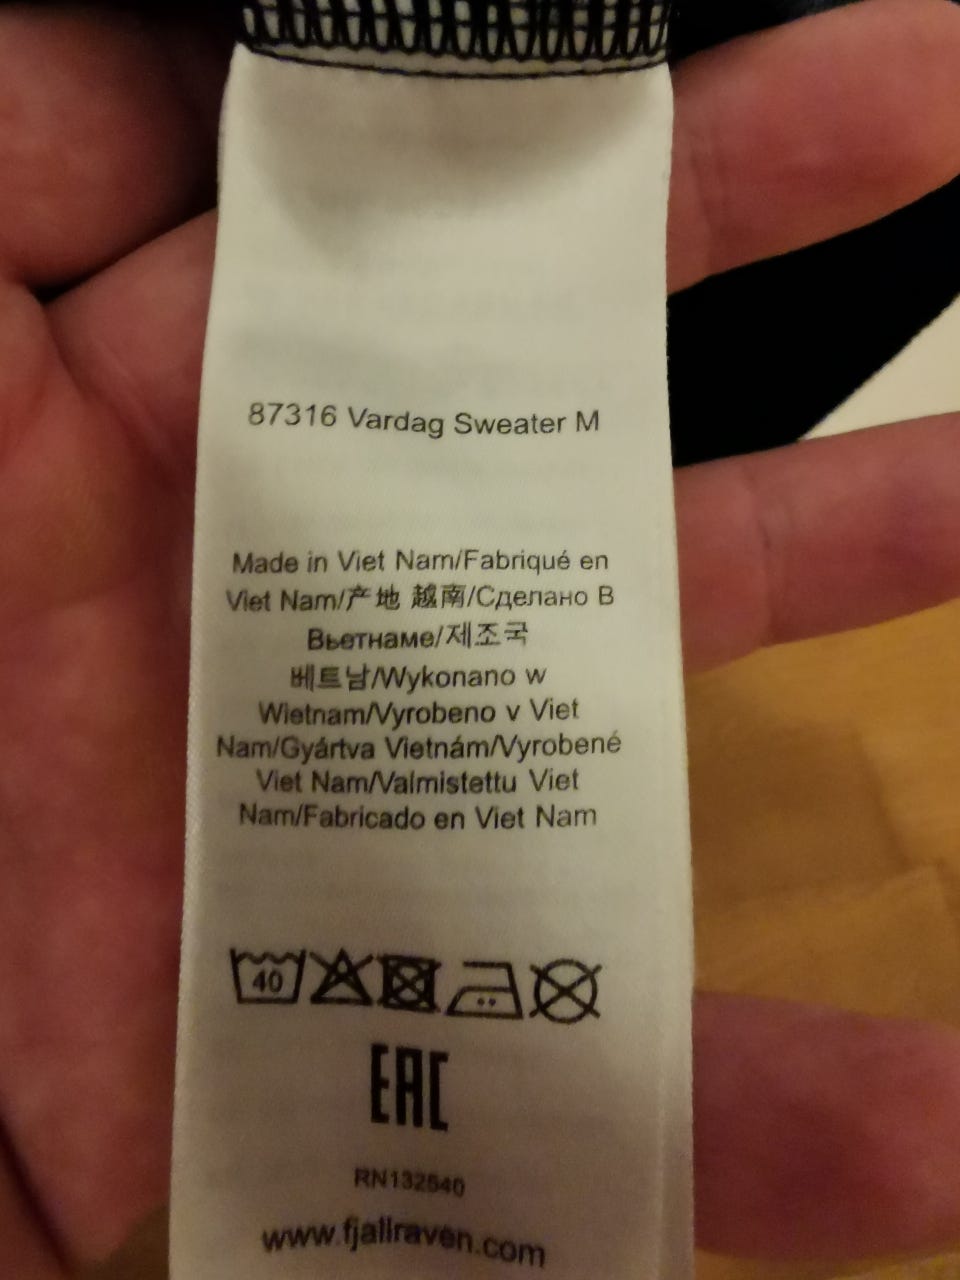 87316 Vardag Sweater M
Made in Viet Nam/Fabriqué en
Viet Nam/产地 越南/Сделано В
Вьетнаме/제조국
베트남/Wykonano w
Wietnam/Vyrobeno v Viet
Nam/Gyártva Vietnám/Vyrobené
Viet Nam/Valmistettu Viet
Nam/Fabricado en Viet Nam
40
EAC
RN132540
www.fjallraven.com